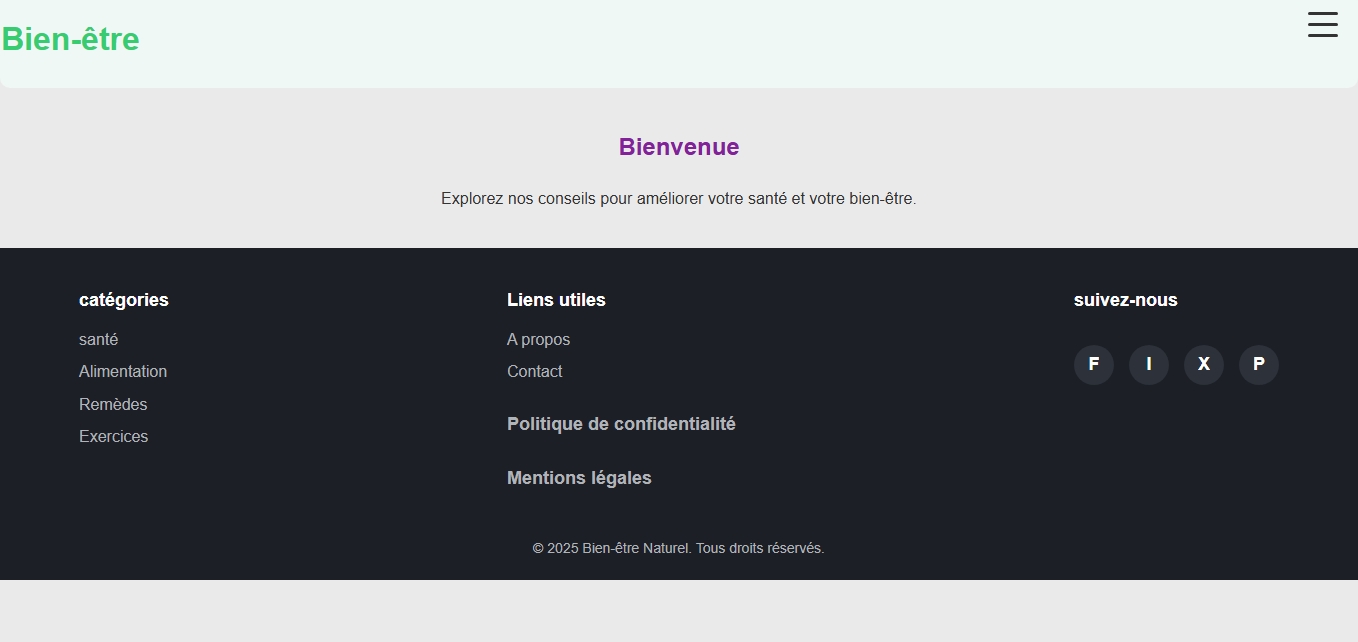 Bien-être
Bienvenue
Explorez nos conseils pour améliorer votre santé et votre bien-être.
catégories
santé
Alimentation
Remèdes
Exercices
Liens utiles
A propos
Contact
Politique de confidentialité
Mentions légales
suivez-nous
F I X P
© 2025 Bien-être Naturel. Tous droits réservés.